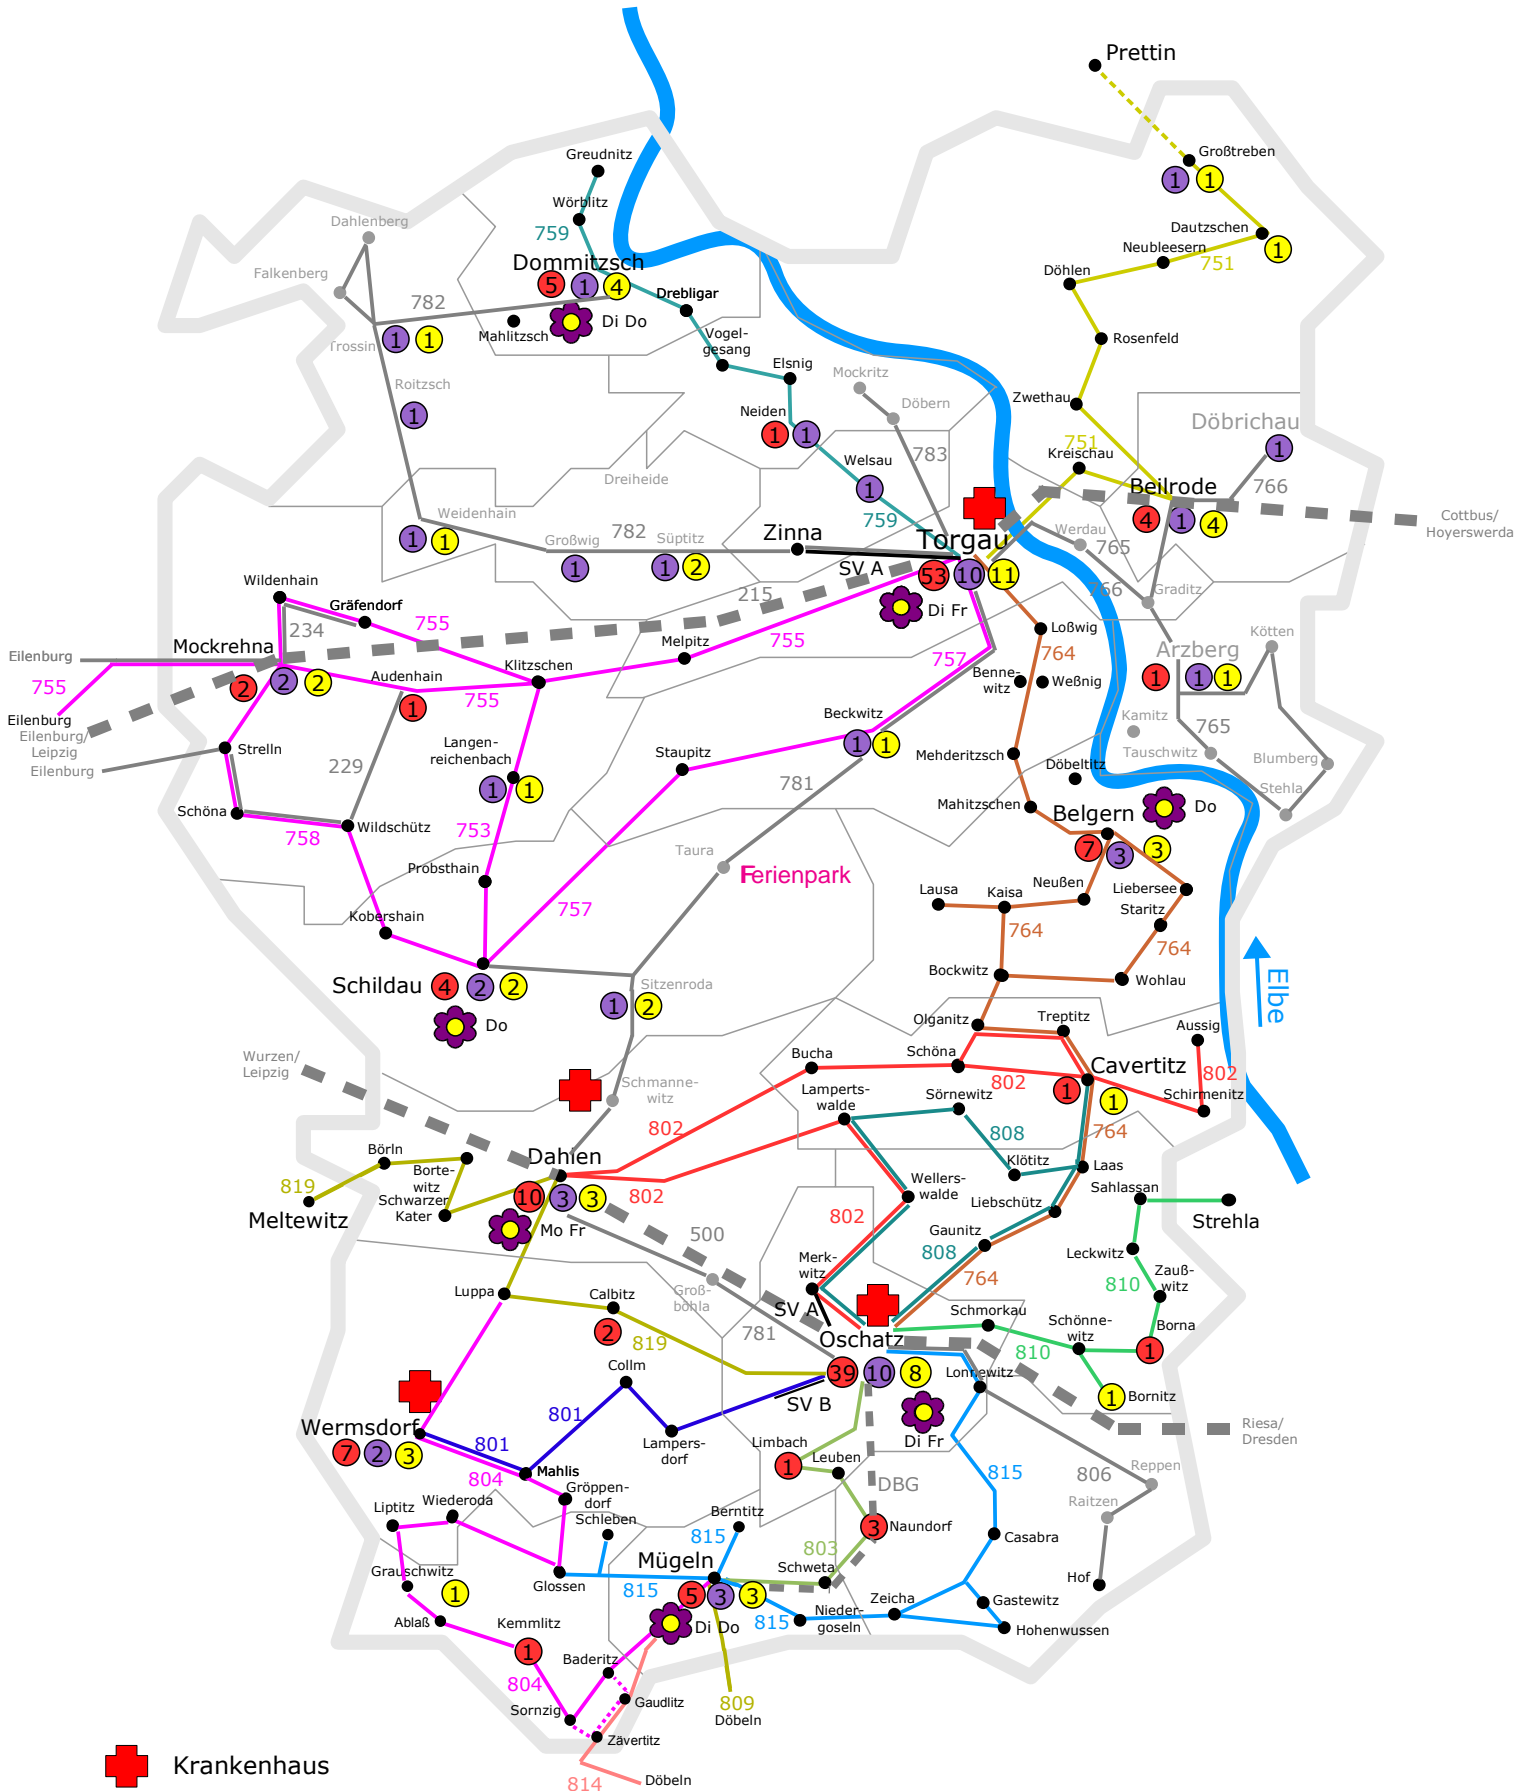 Prettin
Großtreben
1 1
Dautzschen
1
Neubleesern
751
Döhlen
Rosenfeld
Zwethau
751
Kreischau
Döbrichau
1
766
Beilrode
4 1 4
Cottbus/
Hoyerswerda
Greudnitz
Wörblitz
759
Dommitzsch
5 1 4
Di Do
Mahlitzsch
Drebligar
Vogel-
gesang
Elsnig
Neiden
1 1
Welsau
1
759
Mockritz
Döbern
783
Dahlenberg
Falkenberg
782
Trossin
1 1
Roitzsch
1
Dreiheide
Weidenhain
1 1
782
Großwig
1
Süptitz
1 2
Zinna
SV A
Torgau
53 10 11
Di Fr
215
Werdau
765
766
Graditz
Kötten
Arzberg
1 1 1
Kamitz
765
Tauschwitz
Blumberg
Stehla
Wildenhain
Gräfendorf
755
234
Mockrehna
2 2 2
Eilenburg
755
Eilenburg
Eilenburg/
Leipzig
Eilenburg
Audenhain
1
755
Klitzschen
Melpitz
755
757
Loßwig
764
Benne-
witz
Weßnig
Mehderitzsch
Döbeltitz
Mahitzschen
Belgern
7 3 3
Do
Strelln
229
Schöna
758
Wildschütz
Langen-
reichenbach
1 1
753
Probsthain
Kobershain
Staupitz
Beckwitz
1 1
781
Taura
Ferienpark
757
Schildau
4 2 2
Do
Sitzenroda
1 2
Neußen
Lausa
Kaisa
Liebersee
Staritz
764
764
Bockwitz
Wohlau
Elbe
Olganitz
Treptitz
Aussig
Schöna
802
Cavertitz
1 1
802
Schirmenitz
Bucha
Wurzen/
Leipzig
Schmanne-
witz
Lamperts-
walde
Sörnewitz
808
764
802
Klötitz
Laas
Dahlen
10 3 3
Mo Fr
802
Börln
Borte-
witz
819
Schwarzer
Kater
Meltewitz
Wellers-
walde
Liebschütz
802
Gaunitz
808
764
Sahlassan
Strehla
Leckwitz
810
Zauß-
witz
Borna
1
500
Groß-
böhla
Merk-
witz
SV A
Luppa
Calbitz
2
819
781
Oschatz
39 10 8
Di Fr
SV B
Schmorkau
Schönne-
witz
810
Lonnewitz
1
Bornitz
Riesa/
Dresden
Collm
801
Lampers-
dorf
Wermsdorf
7 2 3
801
804
Mahlis
Gröppen-
dorf
Limbach
1
Leuben
DBG
815
806
Reppen
Raitzen
Hof
Liptitz
Wiederoda
Schleben
Berntitz
815
3
Naundorf
803
Casabra
Grauschwitz
1
Glossen
815
Mügeln
5 3 3
Di Do
Schweta
815
Nieder-
goseln
Zeicha
Gastewitz
Hohenwussen
Ablaß
Kemmlitz
1
804
Baderitz
Sornzig
Gaudlitz
Zävertitz
809
Döbeln
814
Döbeln
Krankenhaus